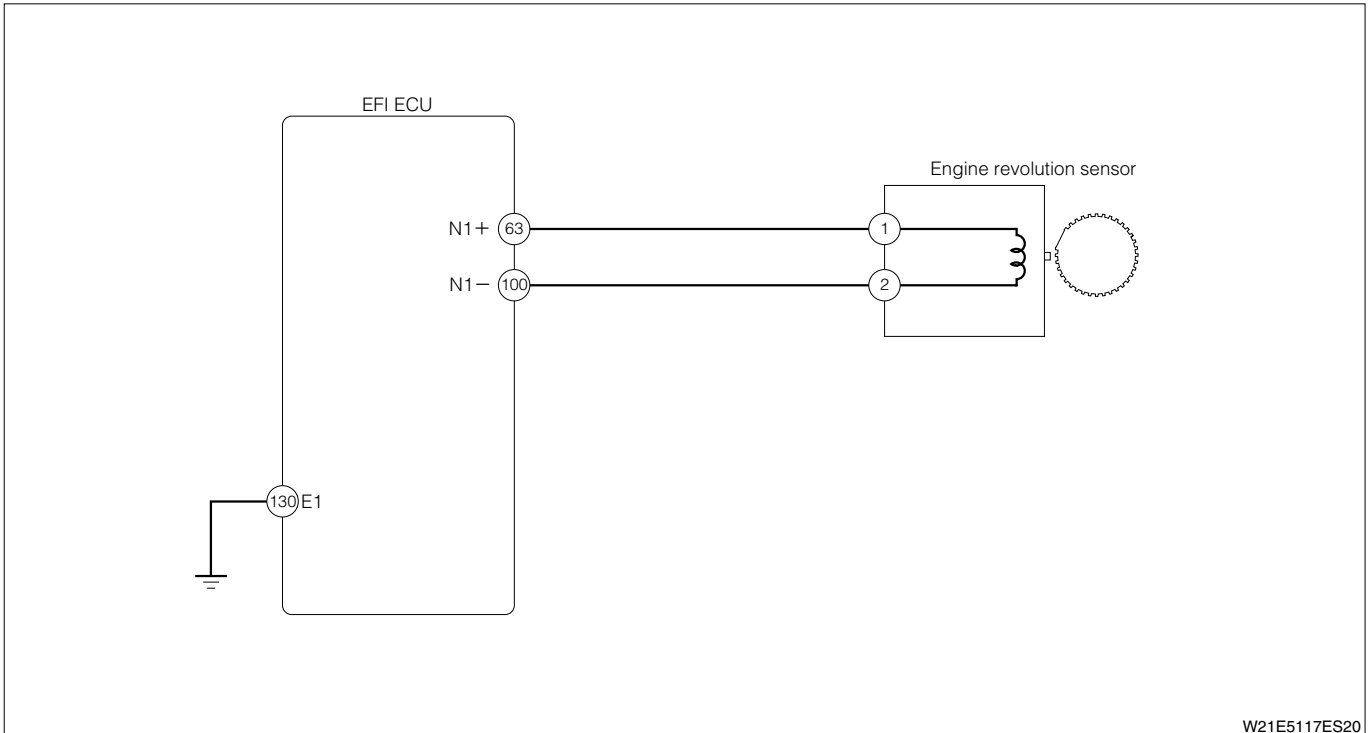 EFI ECU
Engine revolution sensor
N1+ 63 1
N1− 100 2
130 E1
W21E5117ES20